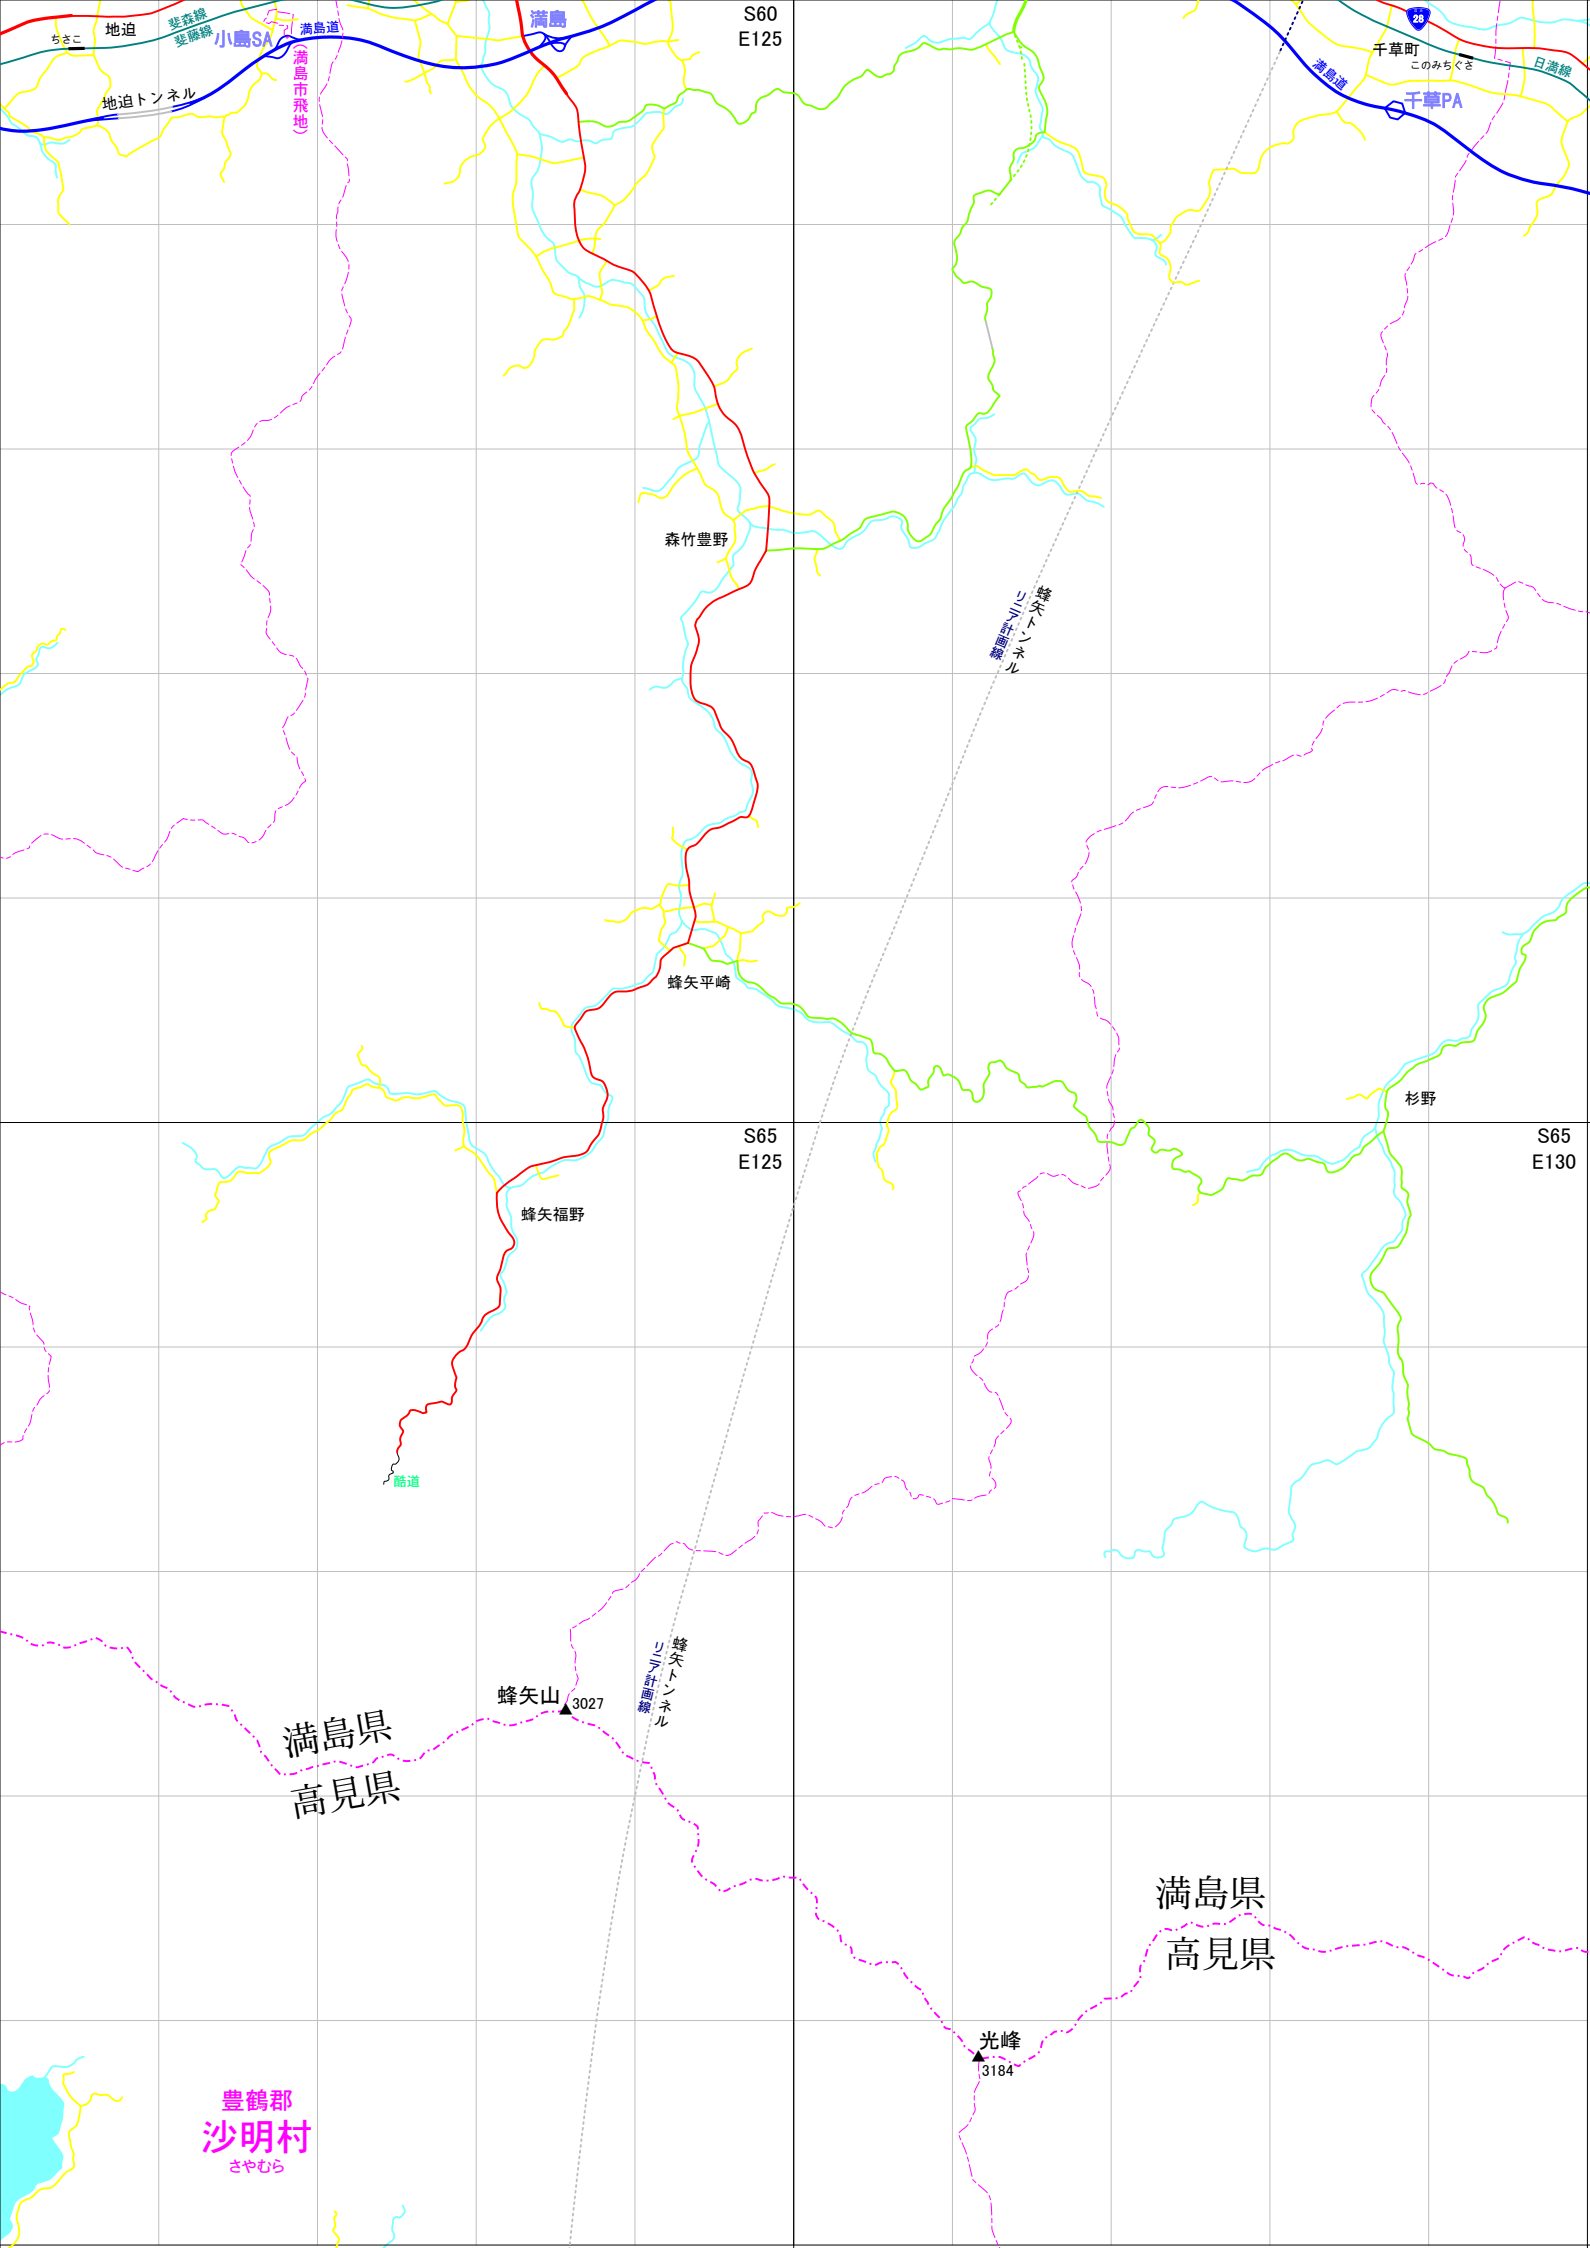 斐森線
斐藤線
地迫
ちさこ
小島SA
満島道
満島
（満島市飛地）
地迫トンネル
S60
E125
28
千草町
このみちぐさ
日満線
満島道
千草PA
森竹豊野
蜂矢トンネル
リニア計画線
蜂矢平崎
杉野
S65
E125
S65
E130
蜂矢福野
酷道
蜂矢トンネル
リニア計画線
蜂矢山
3027
満島県
高見県
満島県
高見県
光峰
3184
豊鶴郡
沙明村
さやむら